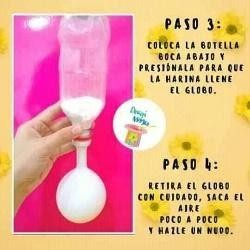 PASO 3:
COLOCA LA BOTELLA
BOCA ABAJO Y
PRESIÓNALA PARA QUE
LA HARINA LLENE
EL GLOBO.
PASO 4:
RETIRA EL GLOBO
CON CUIDADO, SACA EL
AIRE
POCO A POCO
Y HAZLE UN NUDO.